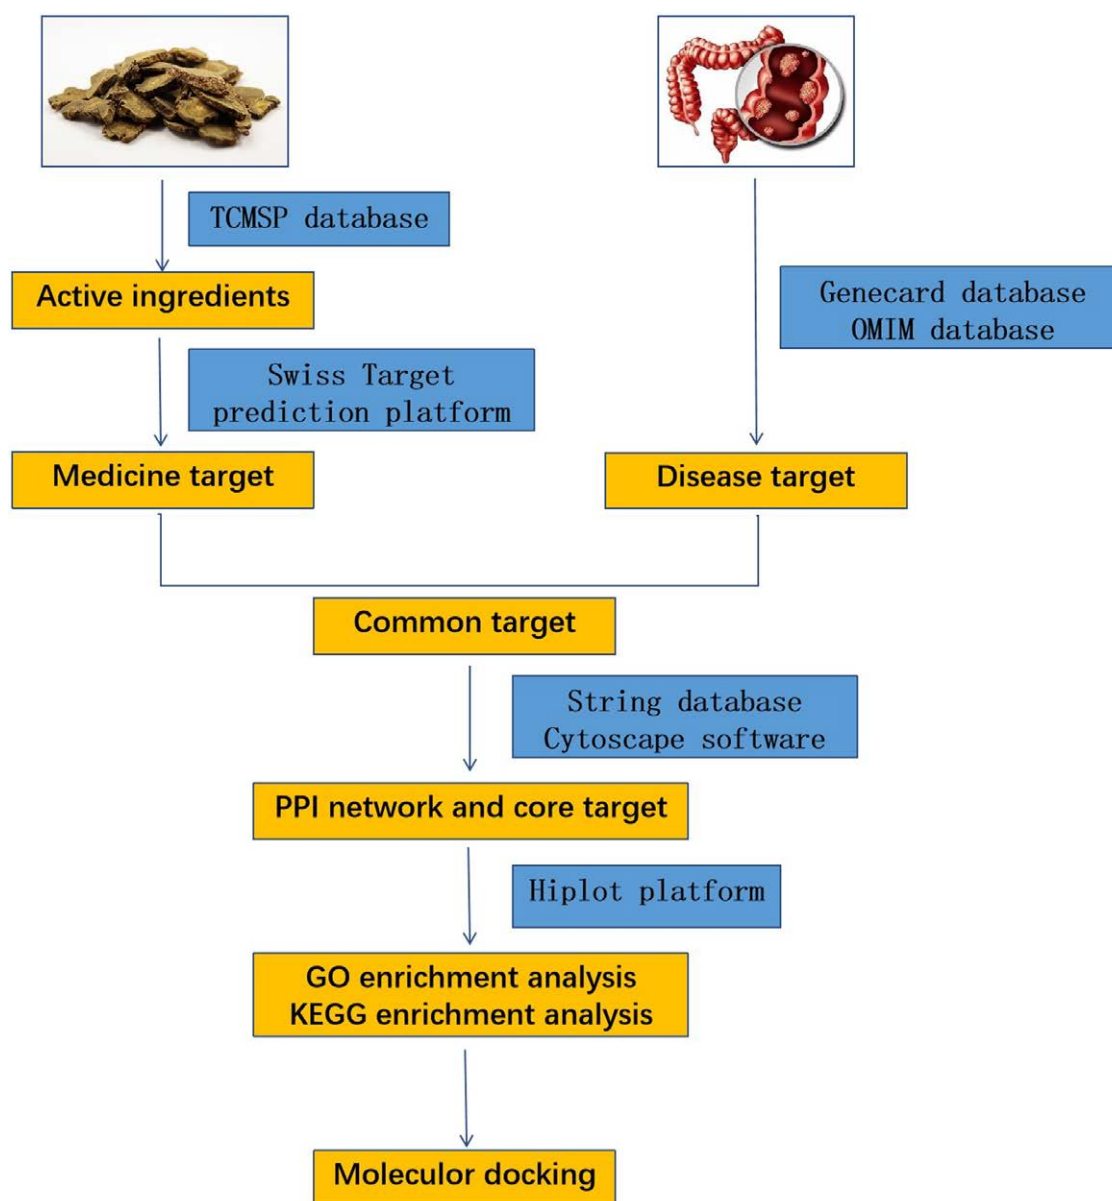 TCMSP database
Active ingredients
Genecard database
OMIM database
Swiss Target
prediction platform
Medicine target
Disease target
Common target
String database
Cytoscape software
PPI network and core target
Hiplot platform
GO enrichment analysis
KEGG enrichment analysis
Moleculor docking